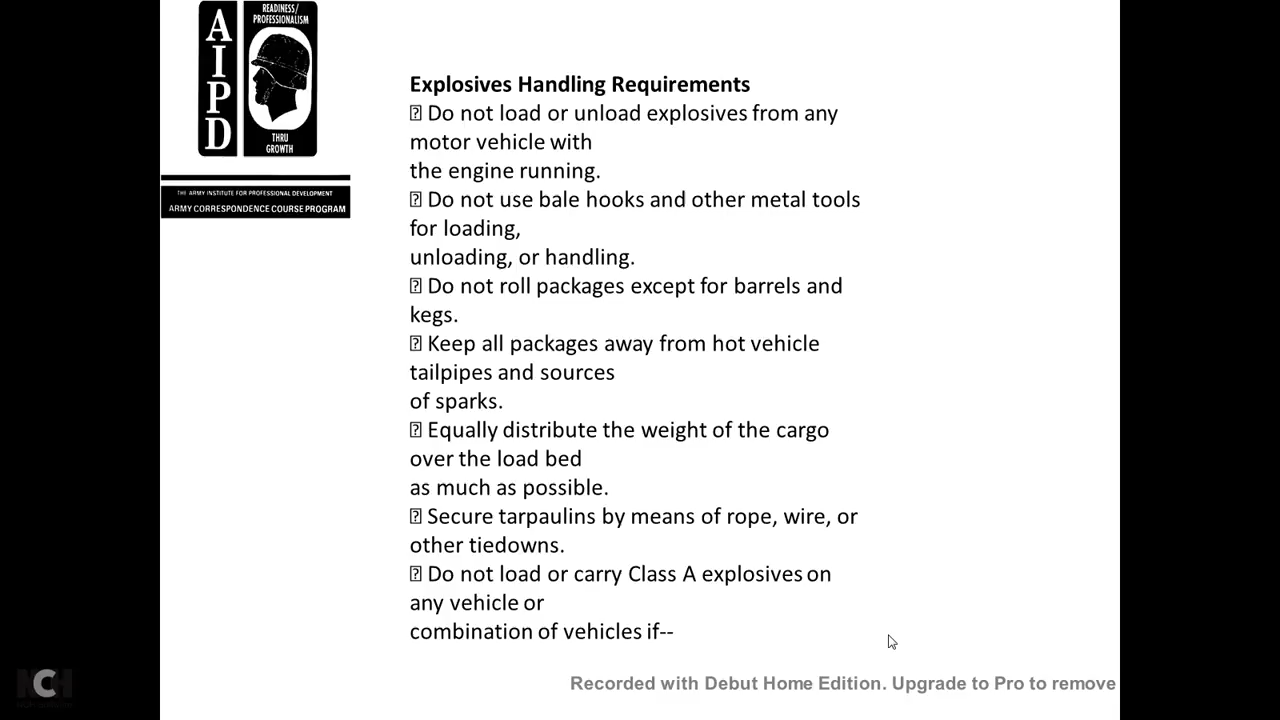 AIPD
READINESS/
PROFESSIONALISM
THRU
GROWTH
THE ARMY INSTITUTE FOR PROFESSIONAL DEVELOPMENT
ARMY CORRESPONDENCE COURSE PROGRAM
Explosives Handling Requirements
⍰ Do not load or unload explosives from any
motor vehicle with
the engine running.
⍰ Do not use bale hooks and other metal tools
for loading,
unloading, or handling.
⍰ Do not roll packages except for barrels and
kegs.
⍰ Keep all packages away from hot vehicle
tailpipes and sources
of sparks.
⍰ Equally distribute the weight of the cargo
over the load bed
as much as possible.
⍰ Secure tarpaulins by means of rope, wire, or
other tiedowns.
⍰ Do not load or carry Class A explosives on
any vehicle or
combination of vehicles if--
NCH
Recorded with Debut Home Edition. Upgrade to Pro to remove